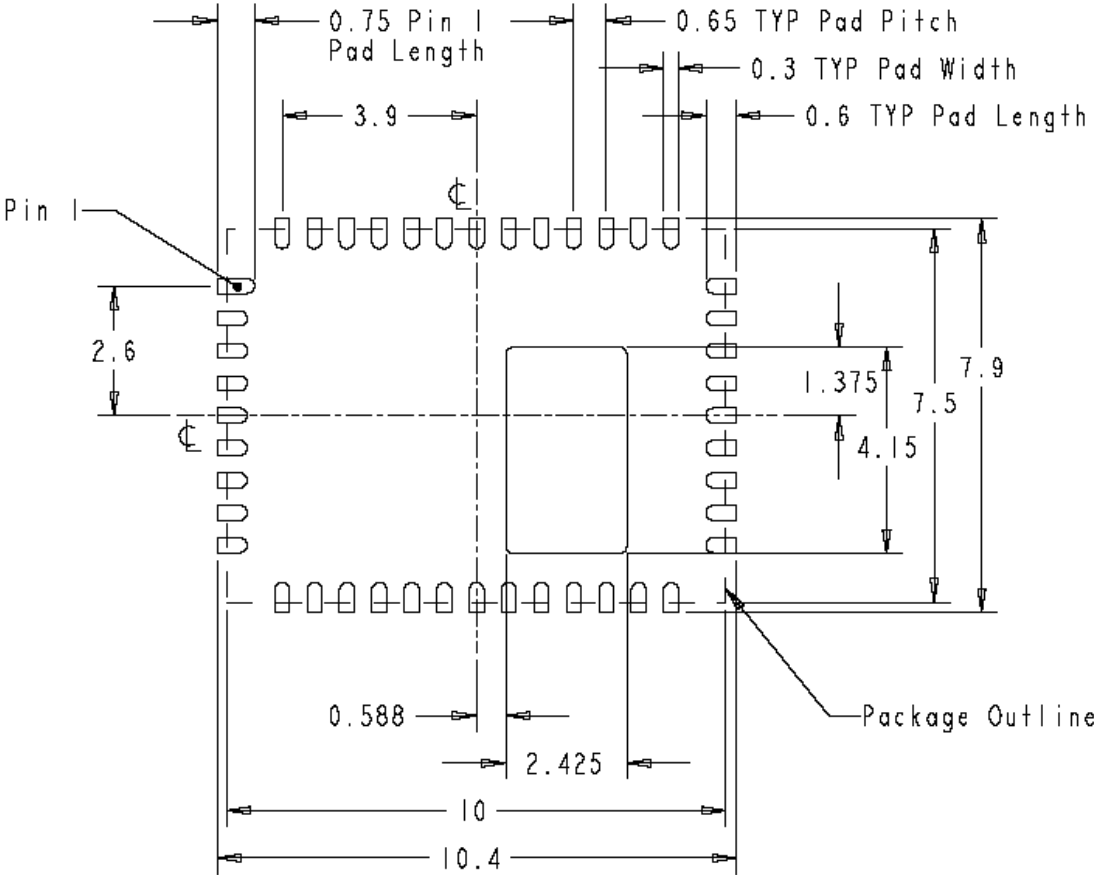 0.75 Pin 1
Pad Length
0.65 TYP Pad Pitch
0.3 TYP Pad Width
3.9
0.6 TYP Pad Length
℄
Pin 1
2.6
1.375
7.9
7.5
℄
4.15
0.588
Package Outline
2.425
10
10.4